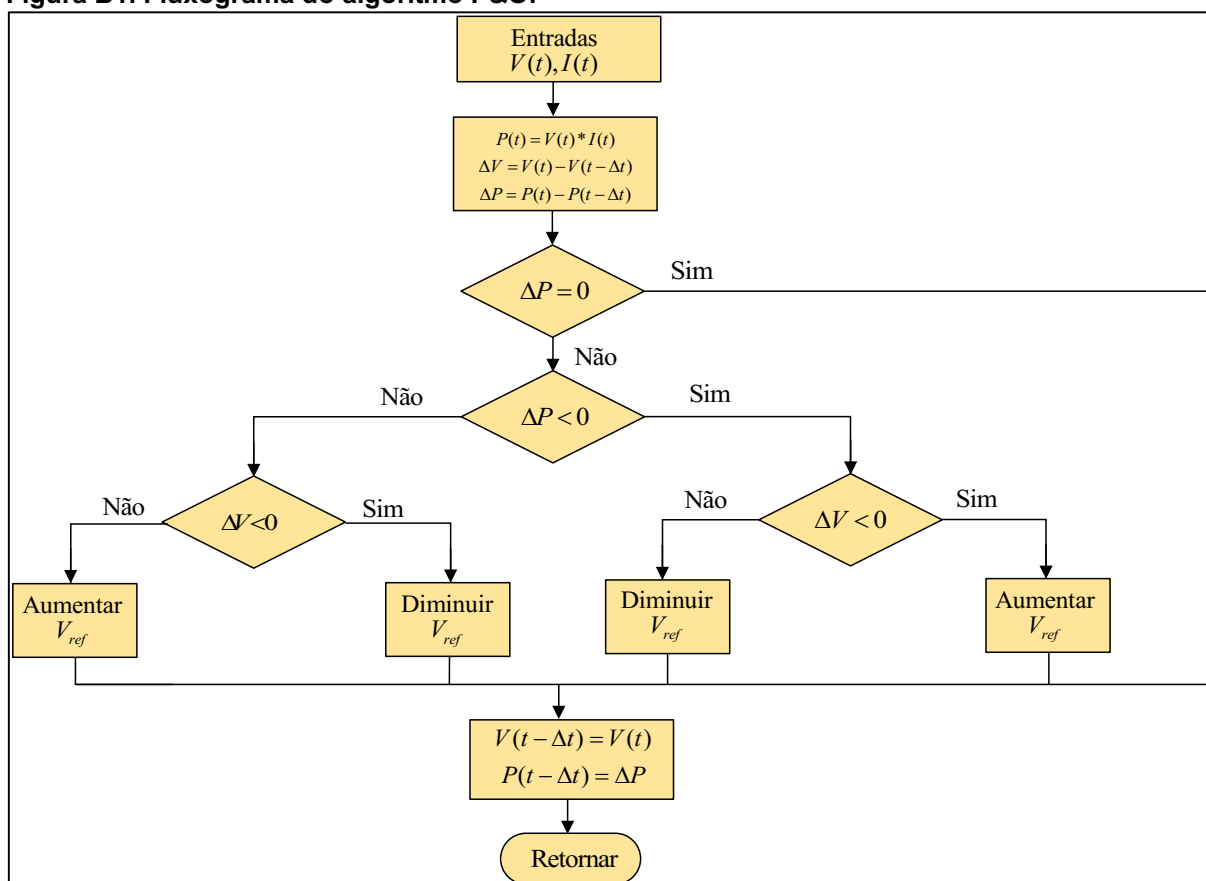 Figura B1: Fluxograma do algoritmo P&O.
Entradas
V(t), I(t)
P(t) = V(t) * I(t)
ΔV = V(t) − V(t − Δt)
ΔP = P(t) − P(t − Δt)
ΔP = 0
Sim
Não
ΔP < 0
Não
Sim
ΔV<0
Não
Sim
ΔV < 0
Não
Sim
Aumentar
V_ref
Diminuir
V_ref
Diminuir
V_ref
Aumentar
V_ref
V(t − Δt) = V(t)
P(t − Δt) = ΔP
Retornar